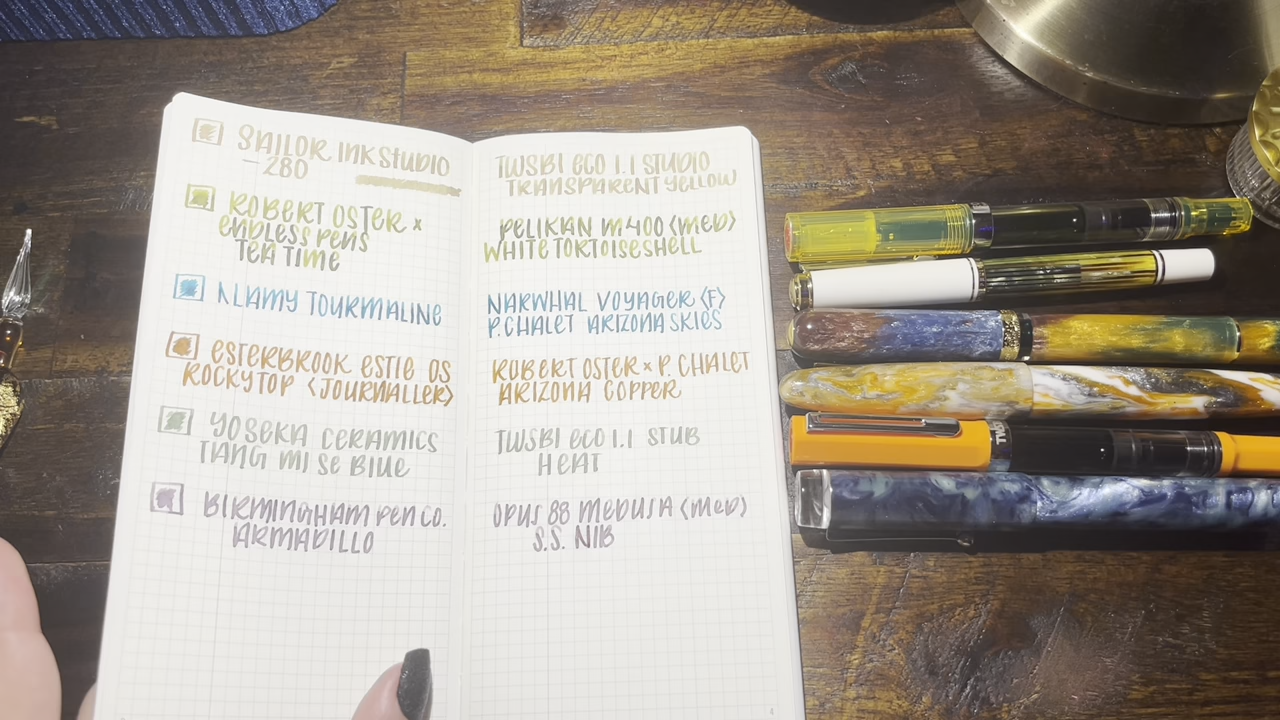 SAILOR INK STUDIO
- 280
ROBERT OSTER x
ENDLESS PENS
TEA TIME
LAMY TOURMALINE
ESTERBROOK ESTIE OS
ROCKYTOP <JOURNALLER>
YOSEKA CERAMICS
TIANG MI SE BLUE
BIRMINGHAM PEN CO.
ARMADILLO
TWSBI ECO 1.1 STUDIO
TRANSPARENT YELLOW
PELIKAN M400 <MED>
WHITE TORTOISESHELL
NARWHAL VOYAGER <F>
P.CHALET ARIZONA SKIES
ROBERT OSTER x P. CHALET
ARIZONA COPPER
TWSBI ECO 1.1 STUB
HEAT
OPUS 88 MEDUSA <MED>
S.S. NIB